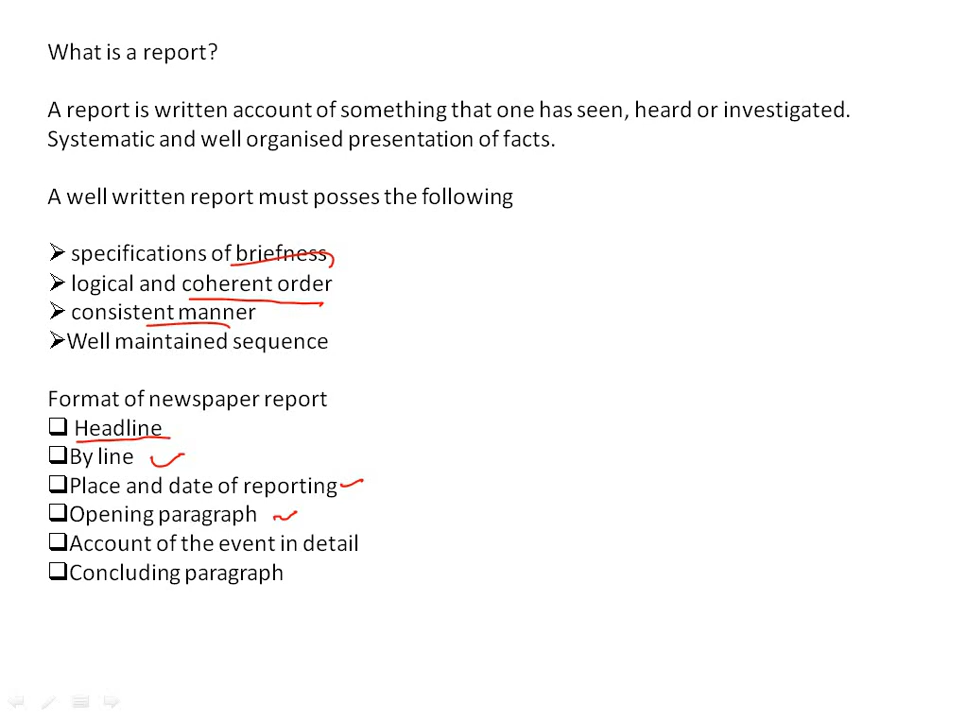 What is a report?
A report is written account of something that one has seen, heard or investigated.
Systematic and well organised presentation of facts.
A well written report must posses the following
specifications of briefness
logical and coherent order
consistent manner
Well maintained sequence
Format of newspaper report
Headline
By line
Place and date of reporting
Opening paragraph
Account of the event in detail
Concluding paragraph